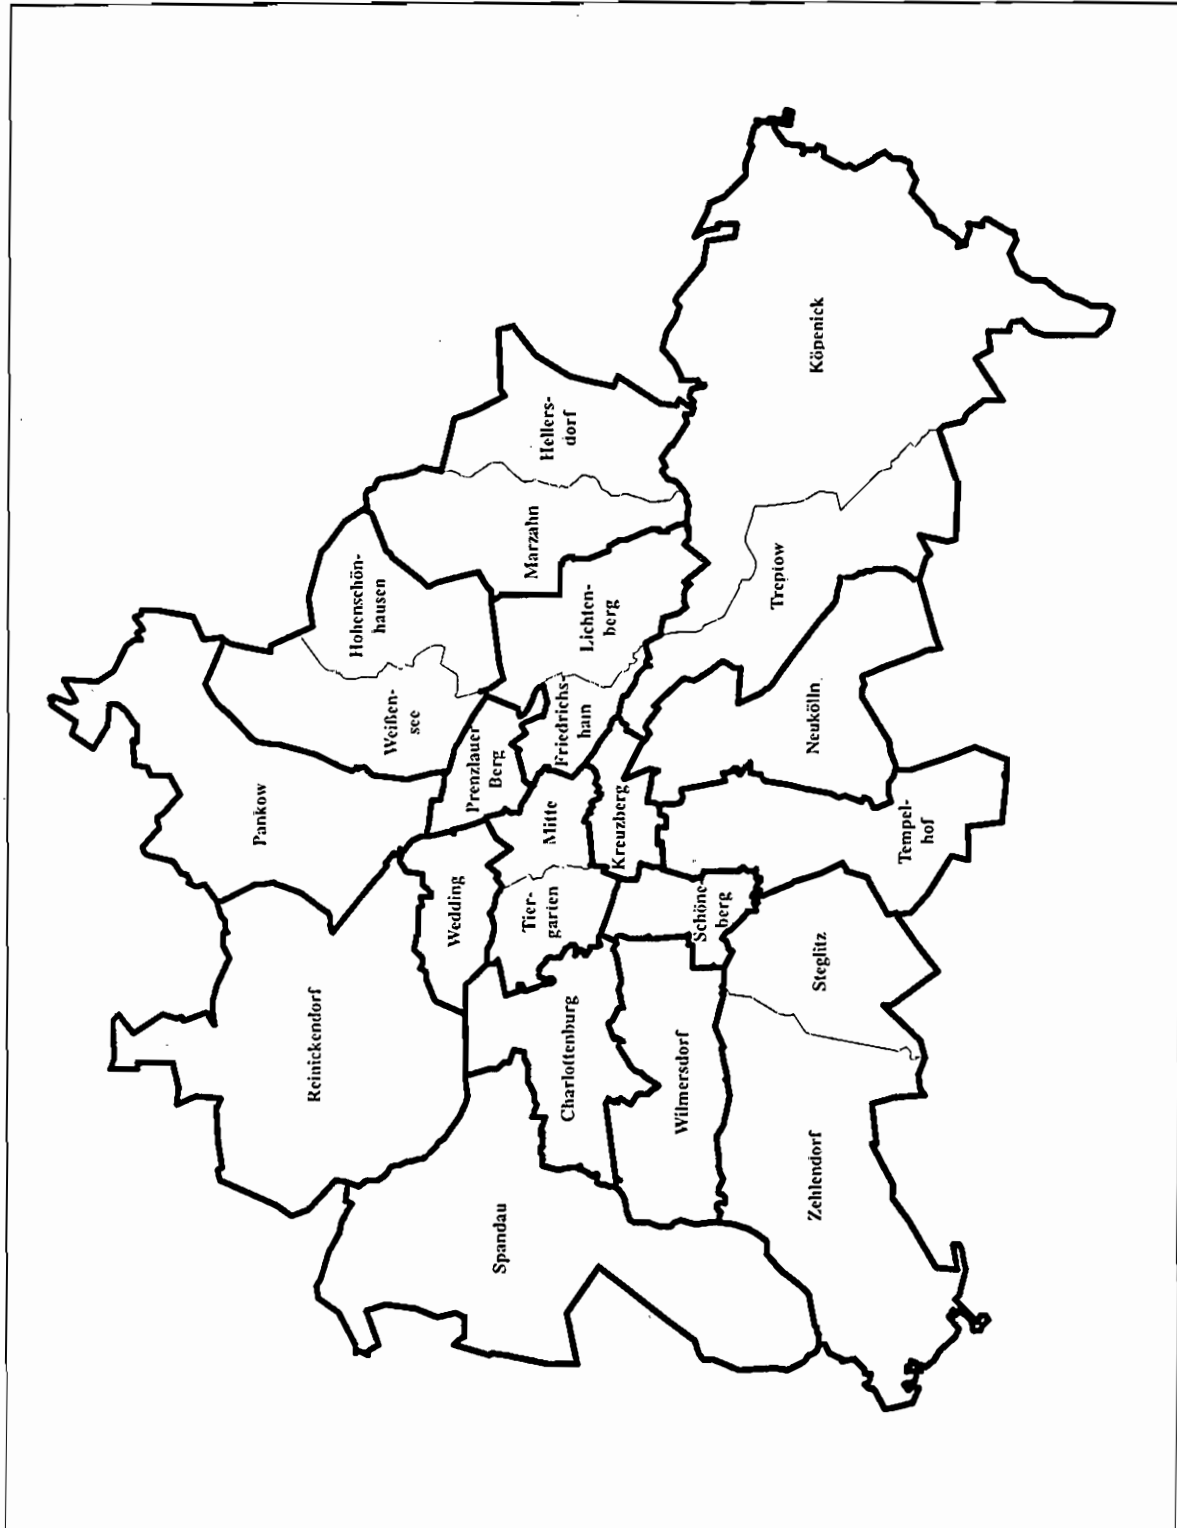 Pankow
Reinickendorf
Weißen-
see
Hohenschön-
hausen
Wedding
Prenzlauer
Berg
Marzahn
Hellers-
dorf
Spandau
Charlottenburg
Tier-
garten
Mitte
Friedrichs-
hain
Lichten-
berg
Kreuzberg
Wilmersdorf
Schöne-
berg
Zehlendorf
Steglitz
Tempel-
hof
Neukölln
Treptow
Köpenick